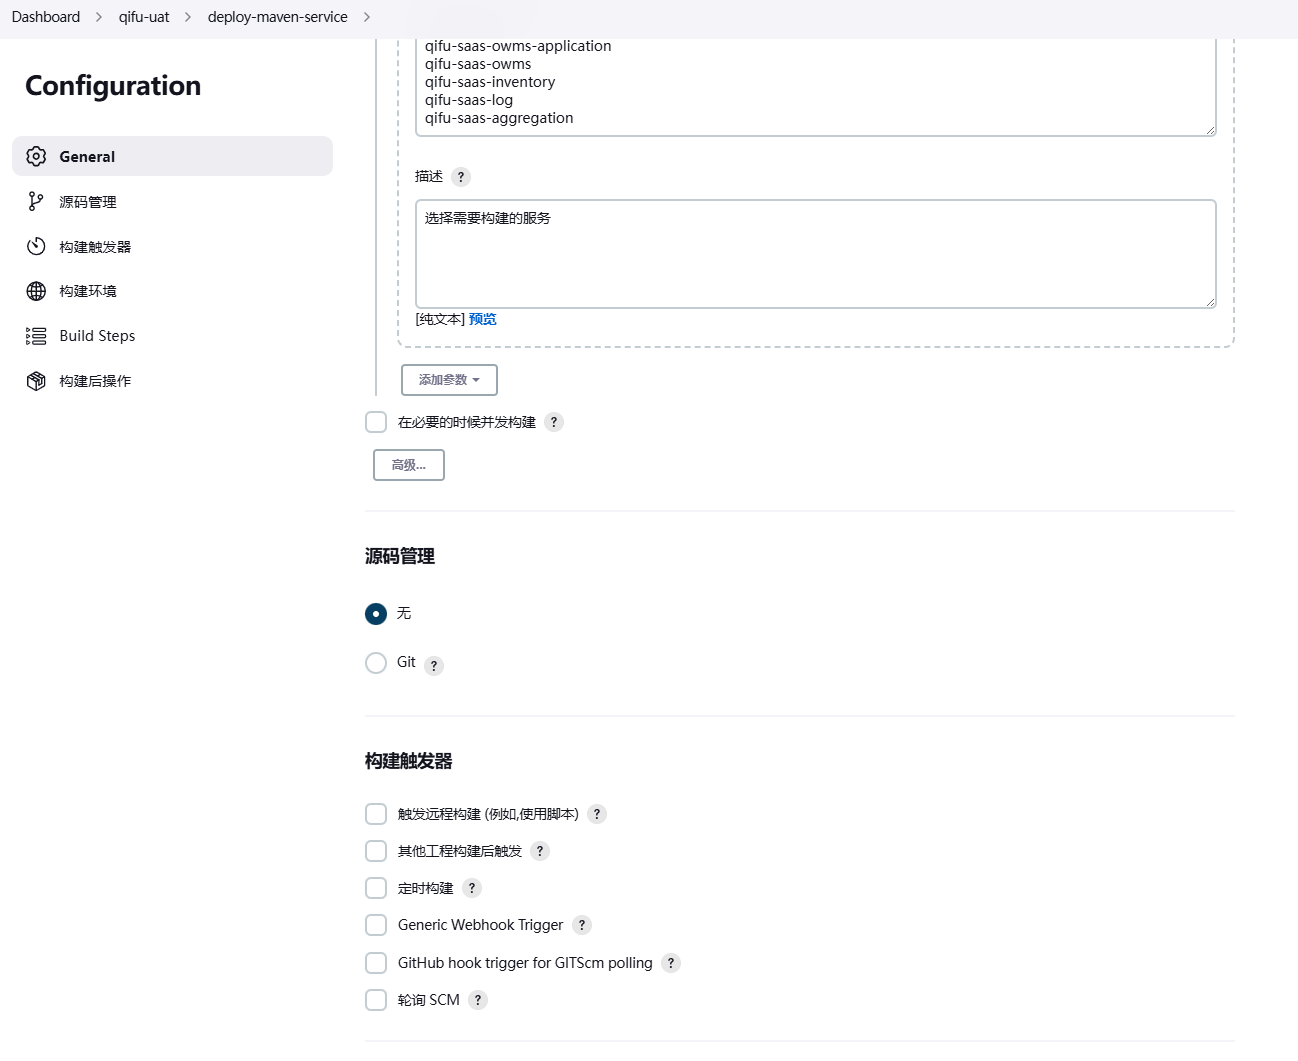 Dashboard > qifu-uat > deploy-maven-service >
Configuration
General
源码管理
构建触发器
构建环境
Build Steps
构建后操作
qifu-saas-owms-application
qifu-saas-owms
qifu-saas-inventory
qifu-saas-log
qifu-saas-aggregation
描述 ?
选择需要构建的服务
[纯文本] 预览
添加参数
在必要的时候并发构建 ?
高级...
源码管理
无
Git ?
构建触发器
触发远程构建 (例如,使用脚本) ?
其他工程构建后触发 ?
定时构建 ?
Generic Webhook Trigger ?
GitHub hook trigger for GITScm polling ?
轮询 SCM ?